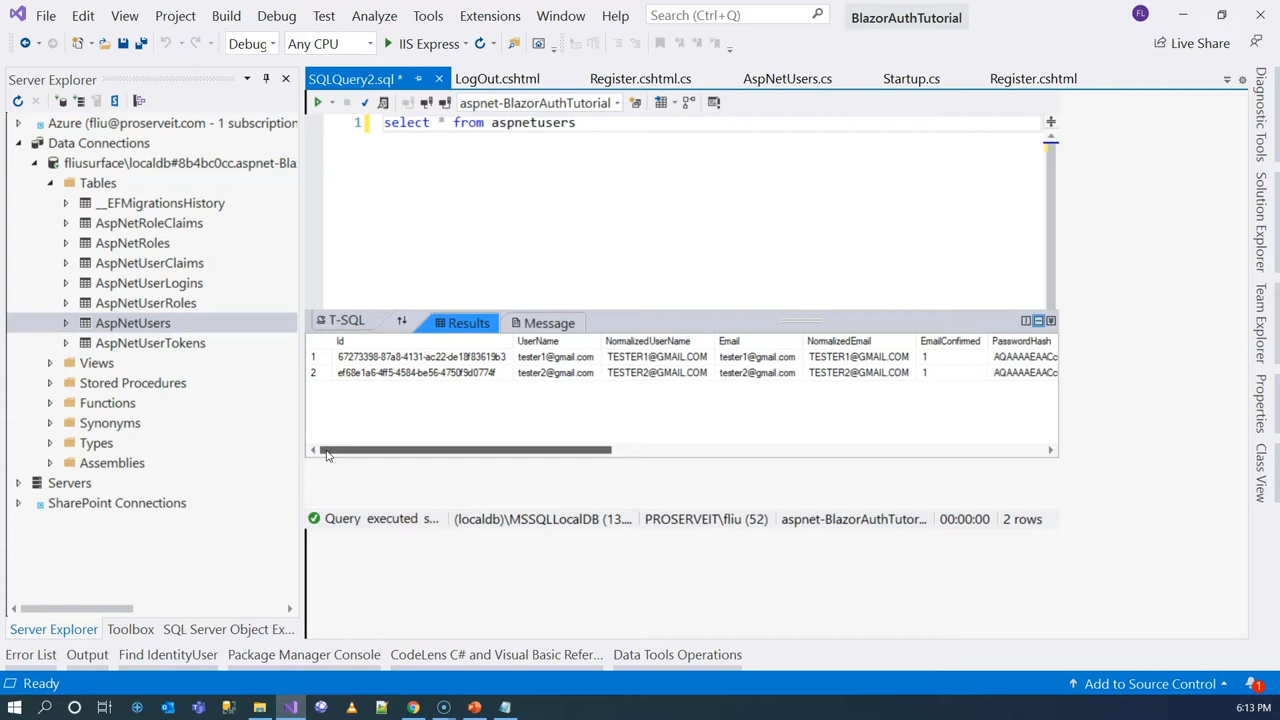 File Edit View Project Build Debug Test Analyze Tools Extensions Window Help Search (Ctrl+Q) BlazorAuthTutorial FL
Debug Any CPU IIS Express Live Share
Server Explorer
SQLQuery2.sql * LogOut.cshtml Register.cshtml.cs AspNetUsers.cs Startup.cs Register.cshtml
aspnet-BlazorAuthTutorial
1 select * from aspnetusers
Azure (fliu@proserveit.com - 1 subscription
Data Connections
fliusurface\localdb#8b4bc0cc.aspnet-Bla
Tables
__EFMigrationsHistory
AspNetRoleClaims
AspNetRoles
AspNetUserClaims
AspNetUserLogins
AspNetUserRoles
AspNetUsers
AspNetUserTokens
Views
Stored Procedures
Functions
Synonyms
Types
Assemblies
Servers
SharePoint Connections
T-SQL Results Message
Id UserName NormalizedUserName Email NormalizedEmail EmailConfirmed PasswordHash
1 67273398-87a8-4131-ac22-de18f83619b3 tester1@gmail.com TESTER1@GMAIL.COM tester1@gmail.com TESTER1@GMAIL.COM 1 AQAAAAEAACc
2 ef68e1a6-4ff5-4584-be56-4750f9d0774f tester2@gmail.com TESTER2@GMAIL.COM tester2@gmail.com TESTER2@GMAIL.COM 1 AQAAAAEAACc
Query executed s... (localdb)\MSSQLLocalDB (13.... PROSERVEIT\fliu (52) aspnet-BlazorAuthTutor... 00:00:00 2 rows
Diagnostic Tools
Solution Explorer
Team Explorer
Properties
Class View
Server Explorer Toolbox SQL Server Object Ex...
Error List Output Find IdentityUser Package Manager Console CodeLens C# and Visual Basic Refer... Data Tools Operations
Ready Add to Source Control 1
6:13 PM